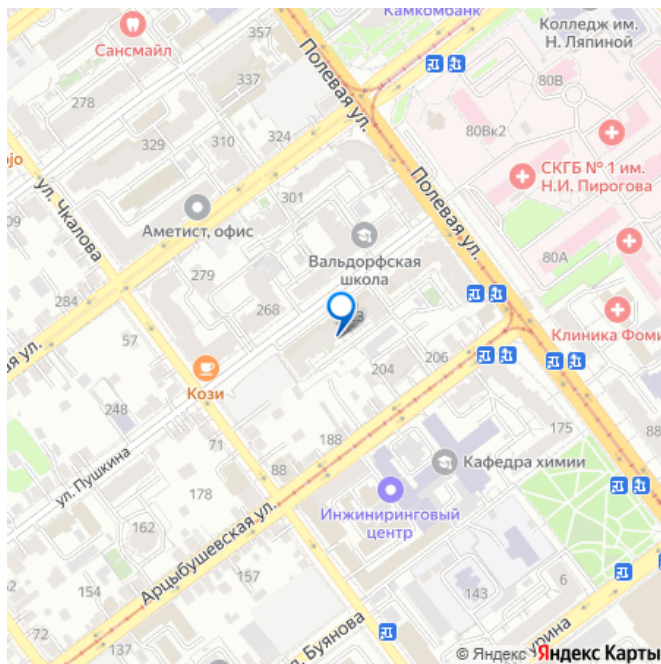 Камкомбанк
Колледж им.
Н. Ляпиной
Сансмайл
357
Полевая ул.
337
80В
278
324
80Вк2
310
329
СКГБ № 1 им.
Н.И. Пирогова
ojo
ул. Чкалова
301
Полевая ул.
Аметист, офис
Вальдорфская
школа
80А
279
268
284
57
Клиника Фоми
ая ул.
206
204
Кози
248
175
188
71
88
ул. Пушкина
Кафедра химии
178
Инжиниринговый
центр
162
Арцыбушевская ул.
157
154
143
6
72
137
Буянова
© Яндекс Яндекс Карты